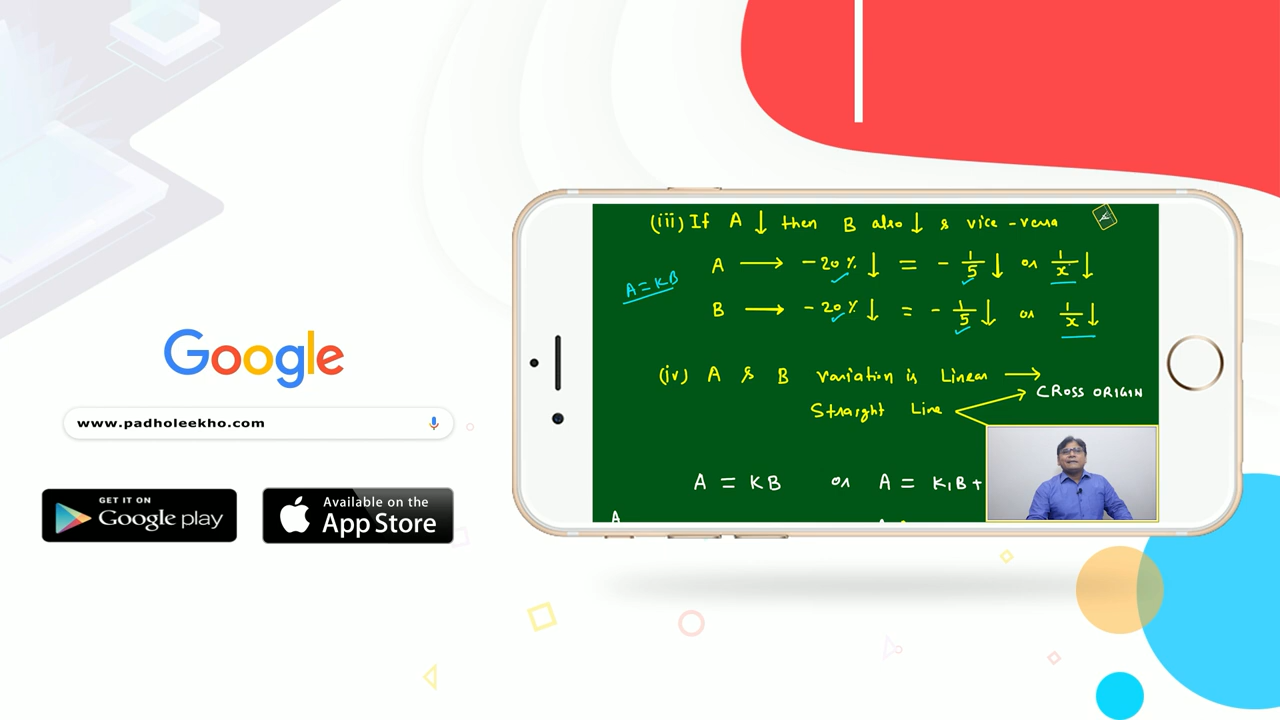 Google
www.padholeekho.com
GET IT ON
Google play
Available on the
App Store
(iii) If A ↓ then B also ↓ & vice-versa
A → -20% ↓ = - 1/5 ↓ or 1/x ↓
A=KB
B → -20% ↓ = - 1/5 ↓ or 1/x ↓
(iv) A & B variation is Linear →
CROSS ORIGIN
Straight Line
A = KB or A = K₁B +
A